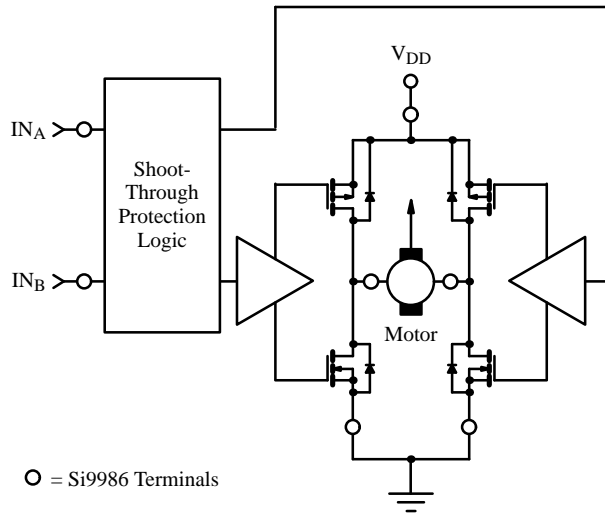 V_DD
IN_A
Shoot-
Through
Protection
Logic
IN_B
Motor
= Si9986 Terminals